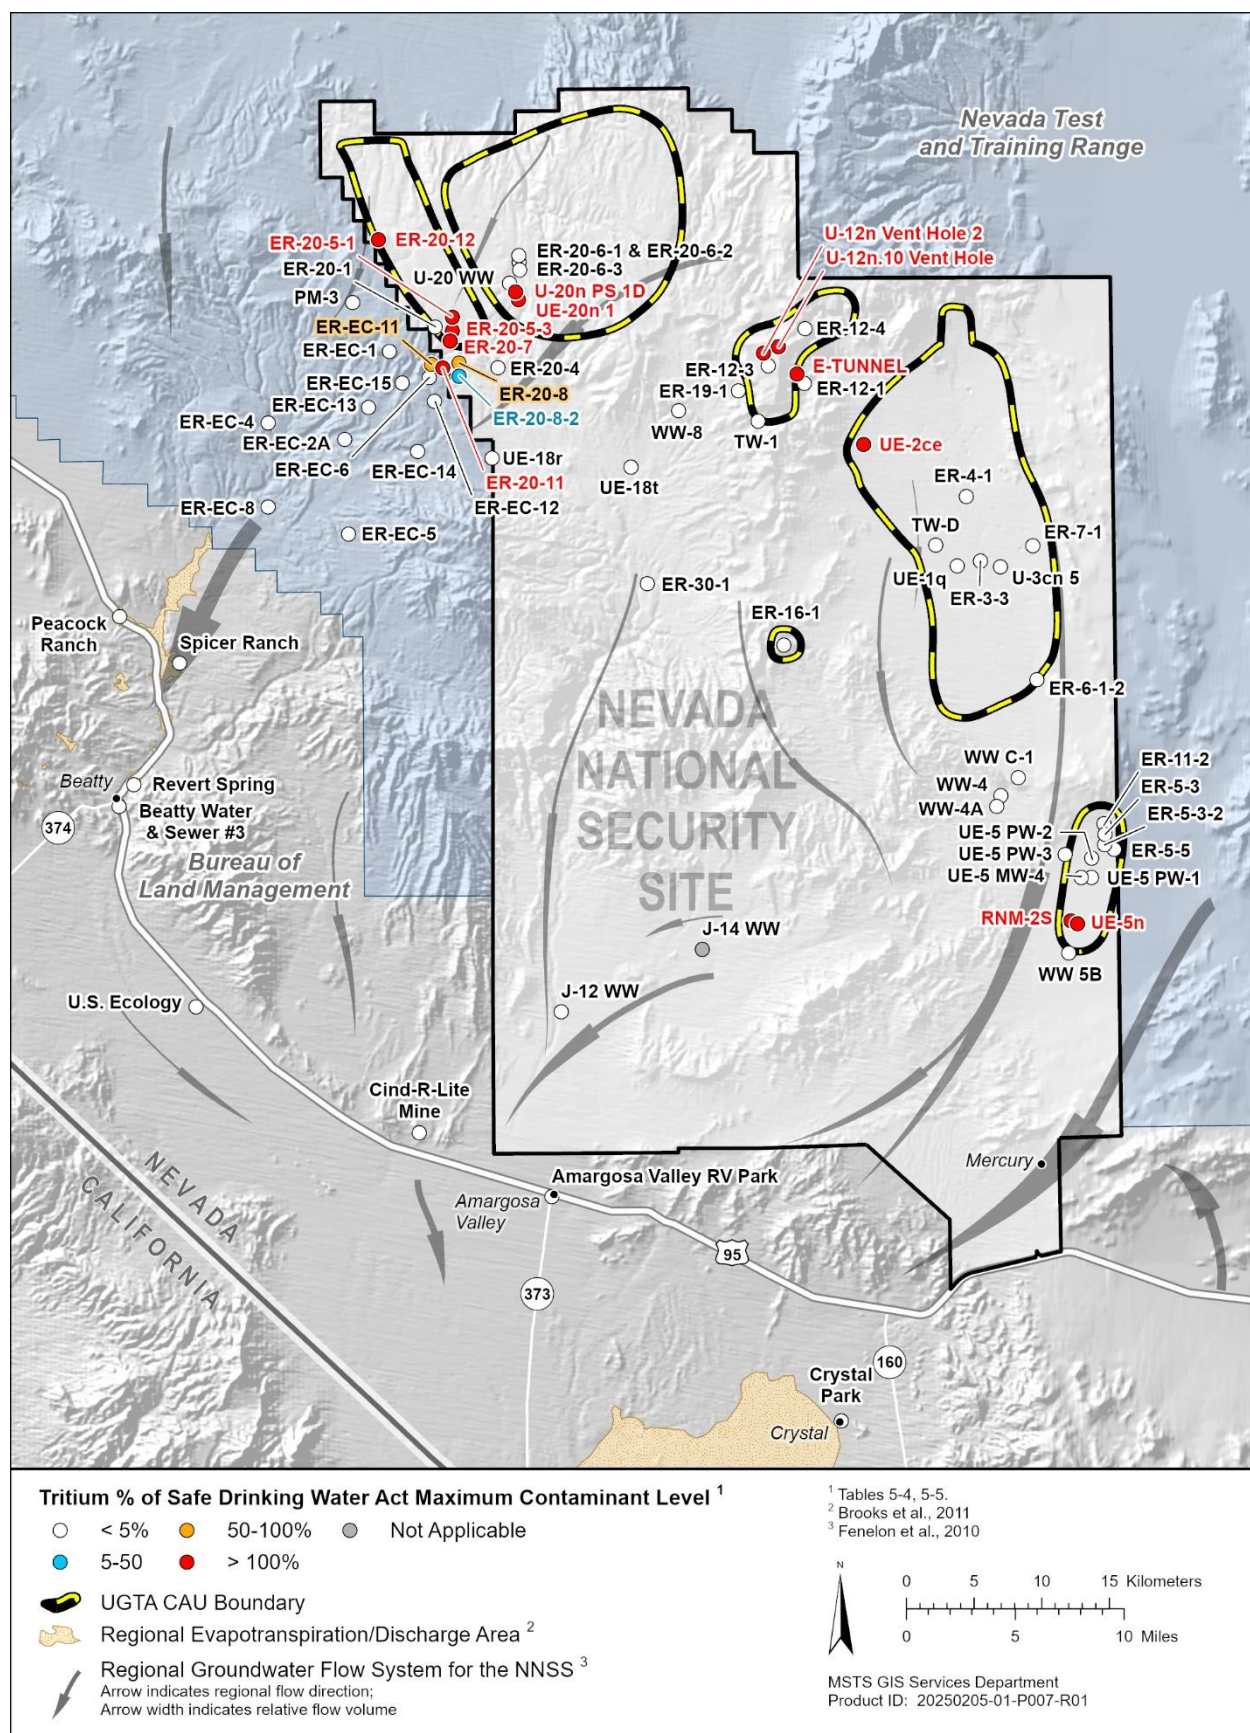 Nevada Test
and Training Range
U-12n Vent Hole 2
U-12n.10 Vent Hole
ER-20-5-1
ER-20-12
ER-20-6-1 & ER-20-6-2
ER-20-1
U-20 WW
ER-20-6-3
PM-3
U-20n PS 1D
UE-20n 1
ER-EC-11
ER-20-5-3
ER-12-4
ER-20-7
ER-EC-1
ER-20-4
ER-12-3
E-TUNNEL
ER-EC-15
ER-20-8
ER-19-1
ER-12-1
ER-EC-13
ER-20-8-2
ER-EC-4
WW-8
TW-1
ER-EC-2A
UE-2ce
ER-EC-6
ER-EC-14
UE-18r
UE-18t
ER-20-11
ER-4-1
ER-EC-8
ER-EC-12
ER-EC-5
TW-D
ER-7-1
UE-1q
U-3cn 5
ER-3-3
ER-30-1
Peacock
Ranch
ER-16-1
Spicer Ranch
ER-6-1-2
NEVADA
NATIONAL
SECURITY
SITE
WW C-1
ER-11-2
Beatty
Revert Spring
WW-4
ER-5-3
Beatty Water
& Sewer #3
WW-4A
ER-5-3-2
374
UE-5 PW-2
Bureau of
Land Management
UE-5 PW-3
ER-5-5
UE-5 MW-4
UE-5 PW-1
RNM-2S
UE-5n
J-14 WW
WW 5B
U.S. Ecology
J-12 WW
Cind-R-Lite
Mine
NEVADA
CALIFORNIA
Mercury
Amargosa Valley RV Park
Amargosa
Valley
95
373
160
Crystal
Park
Crystal
Tritium % of Safe Drinking Water Act Maximum Contaminant Level 1
< 5%
50-100%
Not Applicable
5-50
> 100%
UGTA CAU Boundary
Regional Evapotranspiration/Discharge Area 2
Regional Groundwater Flow System for the NNSS 3
Arrow indicates regional flow direction;
Arrow width indicates relative flow volume
1 Tables 5-4, 5-5.
2 Brooks et al., 2011
3 Fenelon et al., 2010
N
0 5 10 15 Kilometers
0 5 10 Miles
MSTS GIS Services Department
Product ID: 20250205-01-P007-R01